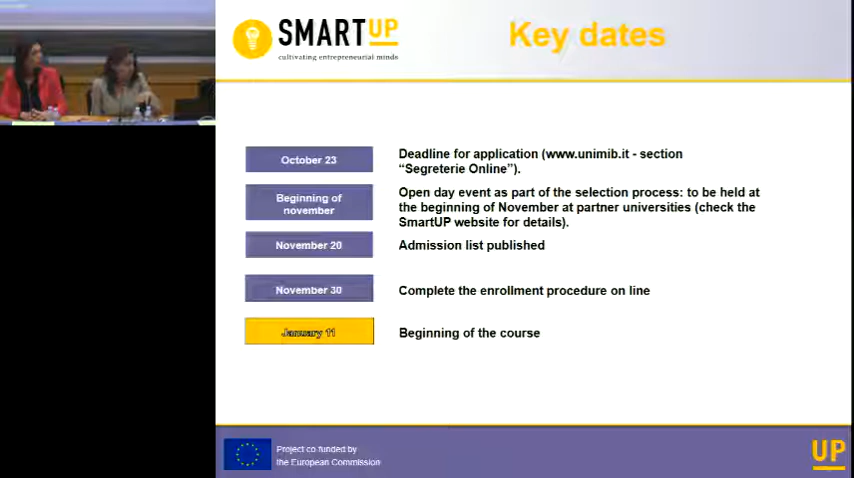 SMARTUP
cultivating entrepreneurial minds
Key dates
October 23
Deadline for application (www.unimib.it - section
“Segreterie Online”).
Beginning of
november
Open day event as part of the selection process: to be held at
the beginning of November at partner universities (check the
SmartUP website for details).
November 20
Admission list published
November 30
Complete the enrollment procedure on line
January 11
Beginning of the course
Project co funded by
the European Commission
UP